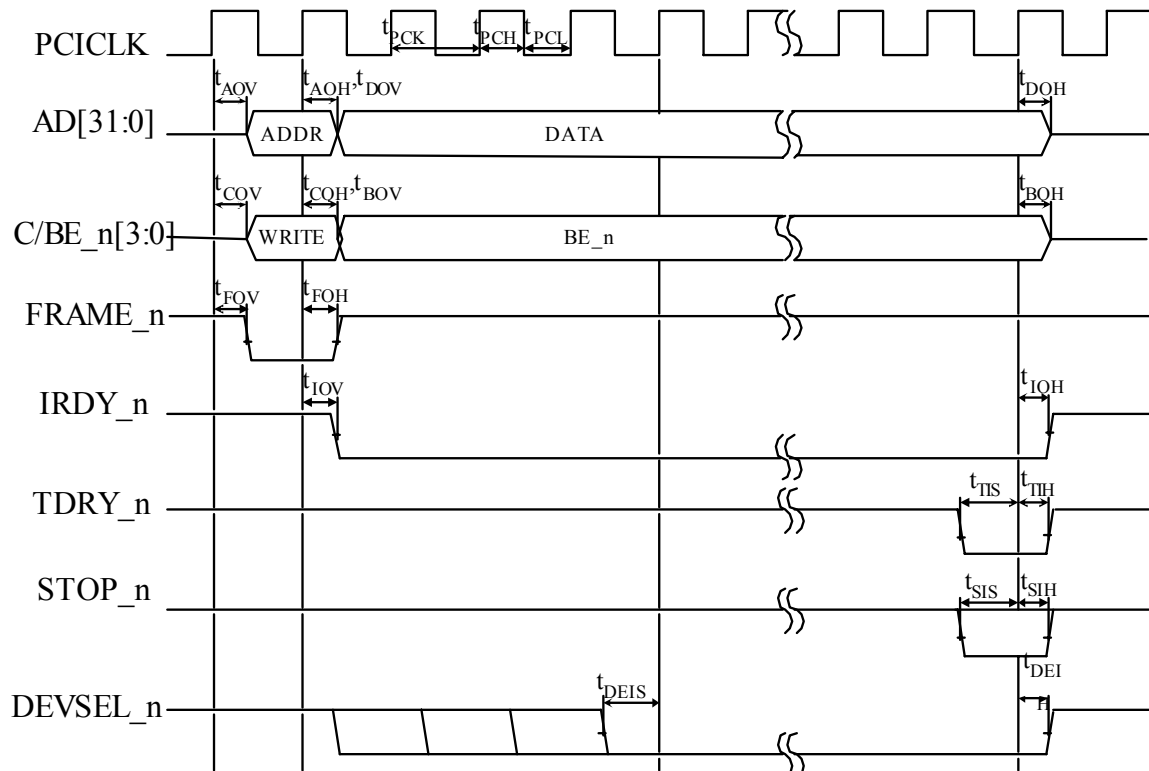 PCICLK
tPCK tPCH tPCL
tAOV tAOH,tDOV tDOH
AD[31:0] ADDR DATA
tCOV tCOH,tBOV tBOH
C/BE_n[3:0] WRITE BE_n
tFOV tFOH
FRAME_n
tIOV tIOH
IRDY_n
tTIS tTIH
TDRY_n
tSIS tSIH
STOP_n
tDEIS tDEI
H
DEVSEL_n